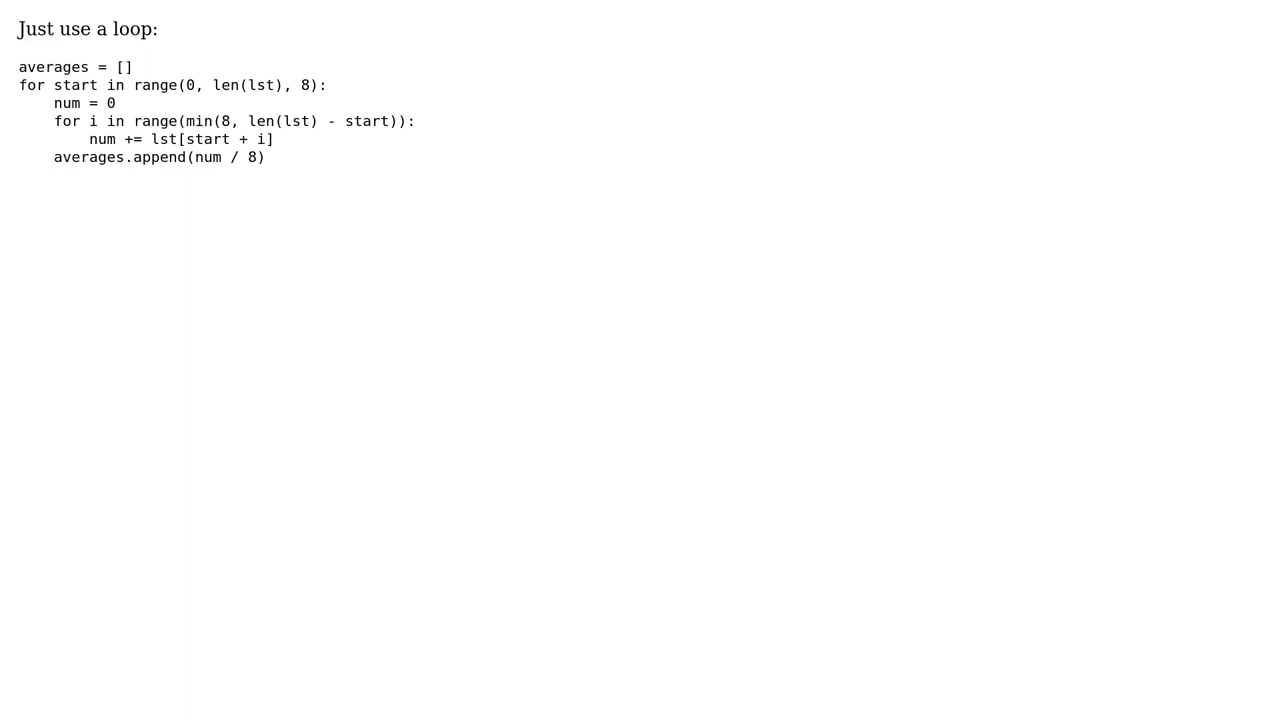 Just use a loop:
averages = []
for start in range(0, len(lst), 8):
    num = 0
    for i in range(min(8, len(lst) - start)):
        num += lst[start + i]
    averages.append(num / 8)